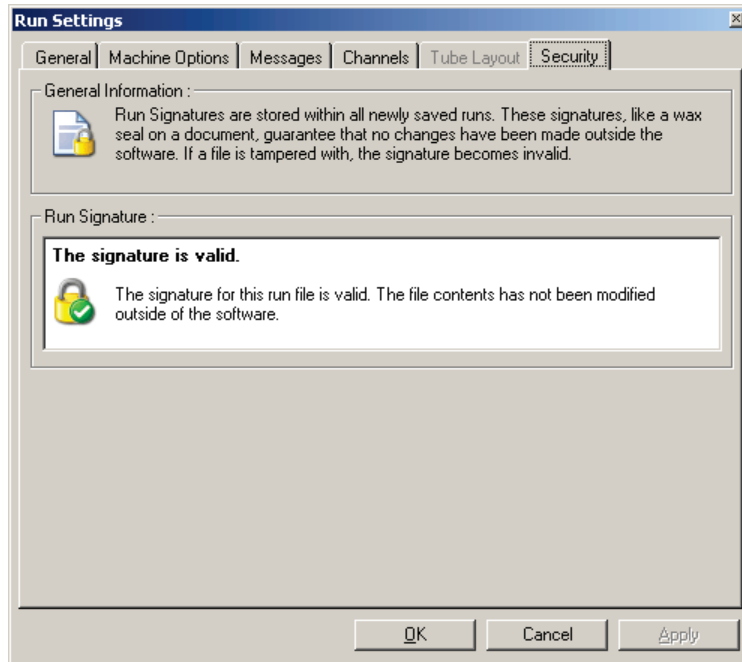 Run Settings
General Machine Options Messages Channels Tube Layout Security
General Information :
Run Signatures are stored within all newly saved runs. These signatures, like a wax
seal on a document, guarantee that no changes have been made outside the
software. If a file is tampered with, the signature becomes invalid.
Run Signature :
The signature is valid.
The signature for this run file is valid. The file contents has not been modified
outside of the software.
OK Cancel Apply